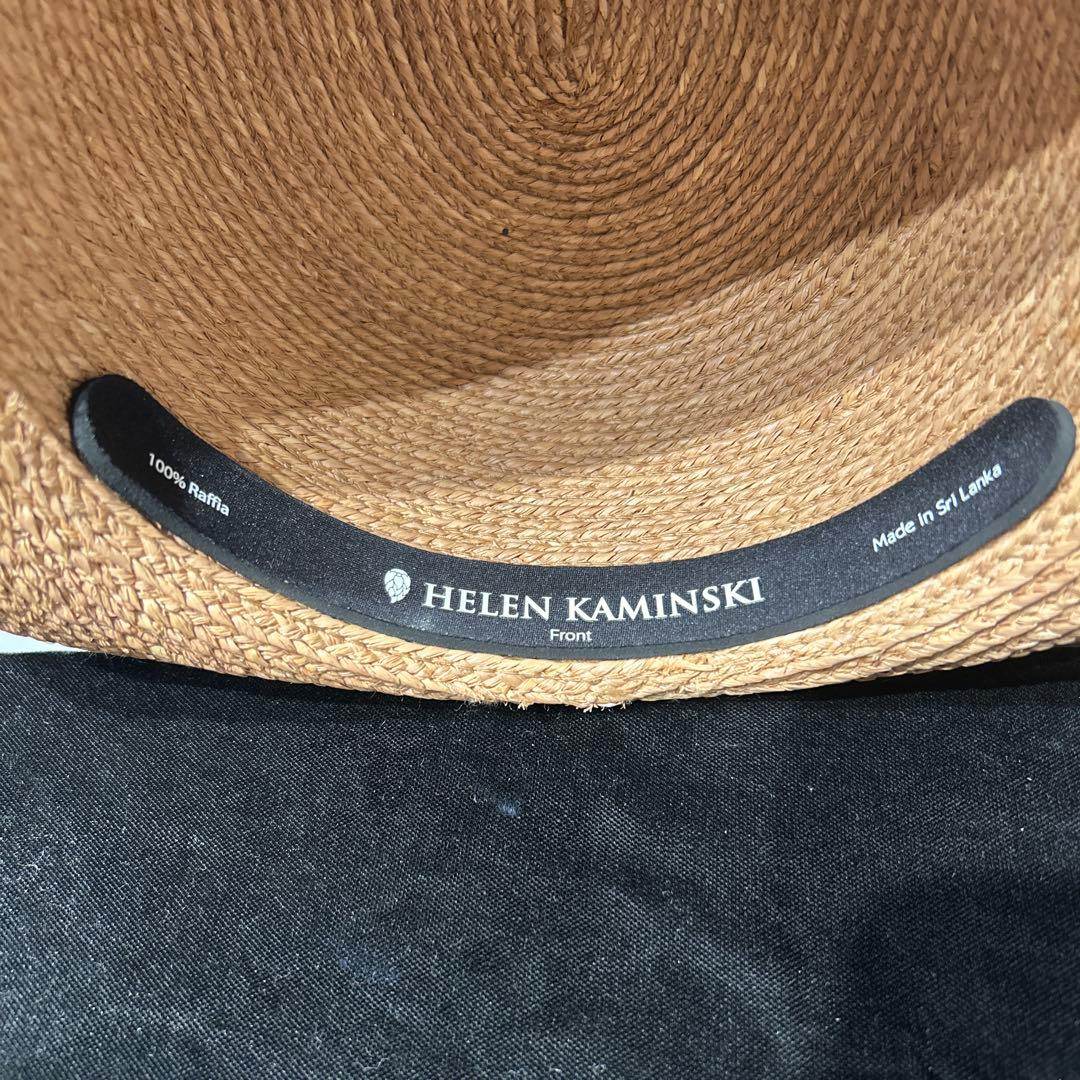 100% Raffia
HELEN KAMINSKI
Front
Made in Sri Lanka